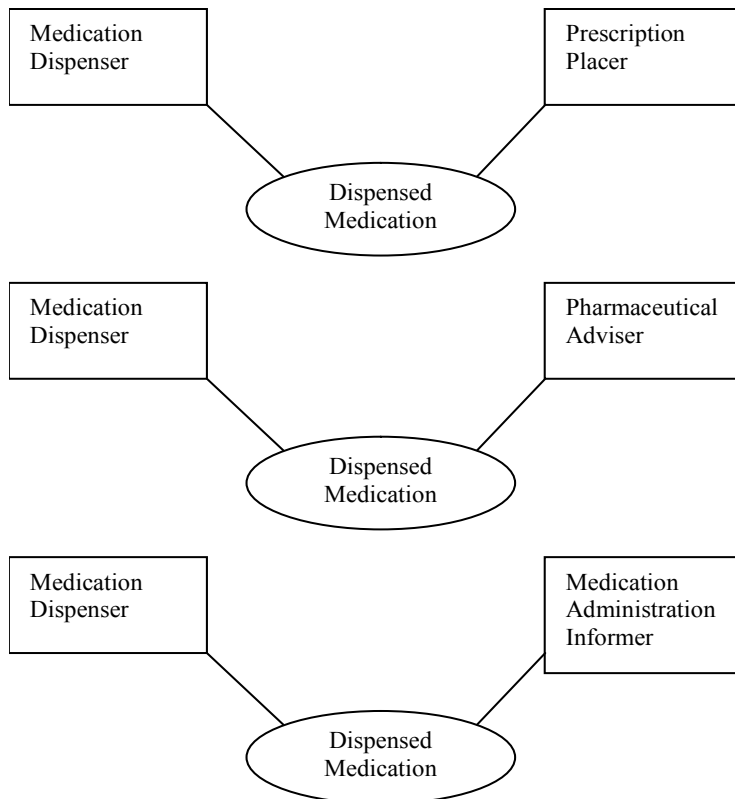 Medication
Dispenser
Prescription
Placer
Dispensed
Medication
Medication
Dispenser
Pharmaceutical
Adviser
Dispensed
Medication
Medication
Dispenser
Medication
Administration
Informer
Dispensed
Medication